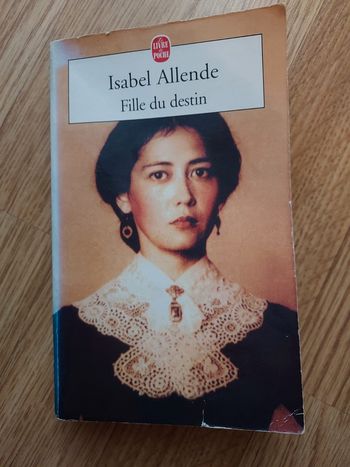 LE LIVRE
DE POCHE
Isabel Allende
Fille du destin